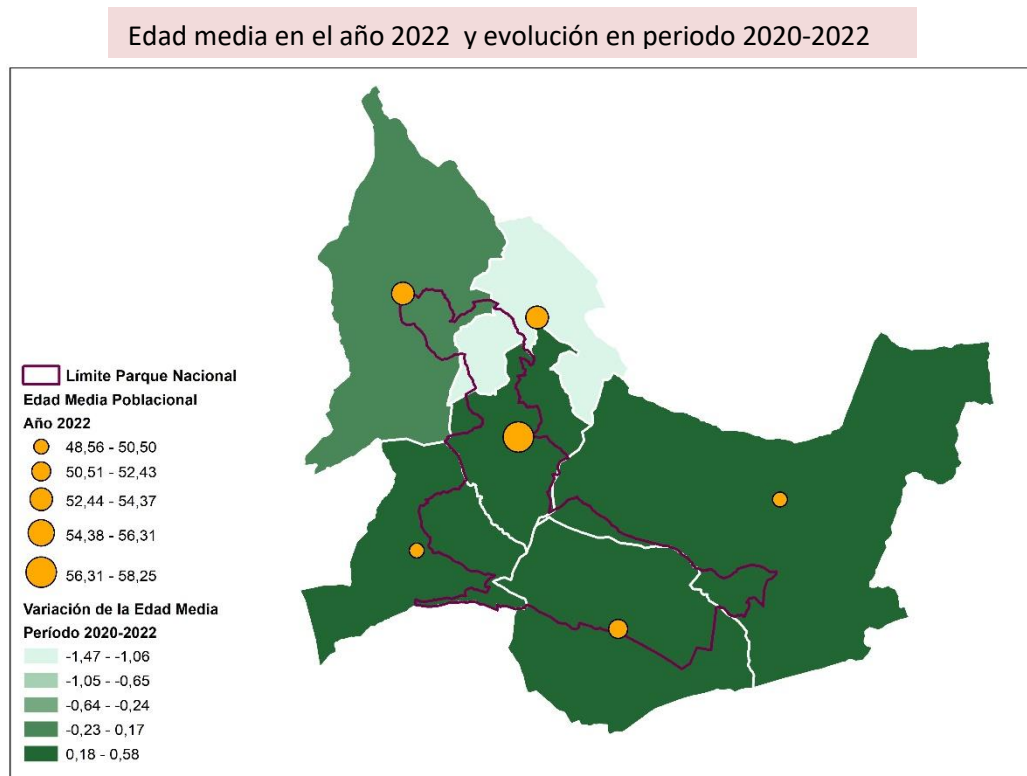 Edad media en el año 2022 y evolución en periodo 2020-2022
Límite Parque Nacional
Edad Media Poblacional
Año 2022
48,56 - 50,50
50,51 - 52,43
52,44 - 54,37
54,38 - 56,31
56,31 - 58,25
Variación de la Edad Media
Período 2020-2022
-1,47 - -1,06
-1,05 - -0,65
-0,64 - -0,24
-0,23 - 0,17
0,18 - 0,58